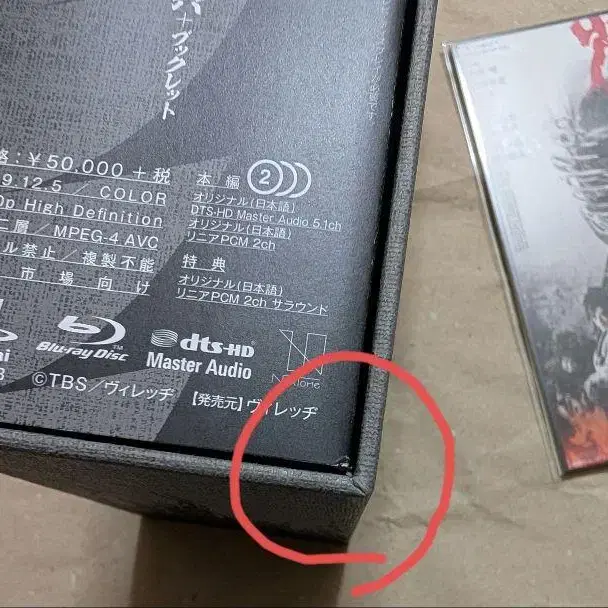 ＋ブックレット
格:￥50,000+税
9.12.5 / COLOR
0p High Definition
二層/MPEG-4 AVC
ル禁止/複製不能
市場向け
本編 2
オリジナル(日本語)
DTS-HD Master Audio 5.1ch
オリジナル(日本語)
リニアPCM 2ch
特典
オリジナル(日本語)
リニアPCM 2ch サラウンド
Blu-ray Disc™
dts-HD
Master Audio
©TBS/ヴィレッヂ 【発売元】ヴィレッヂ